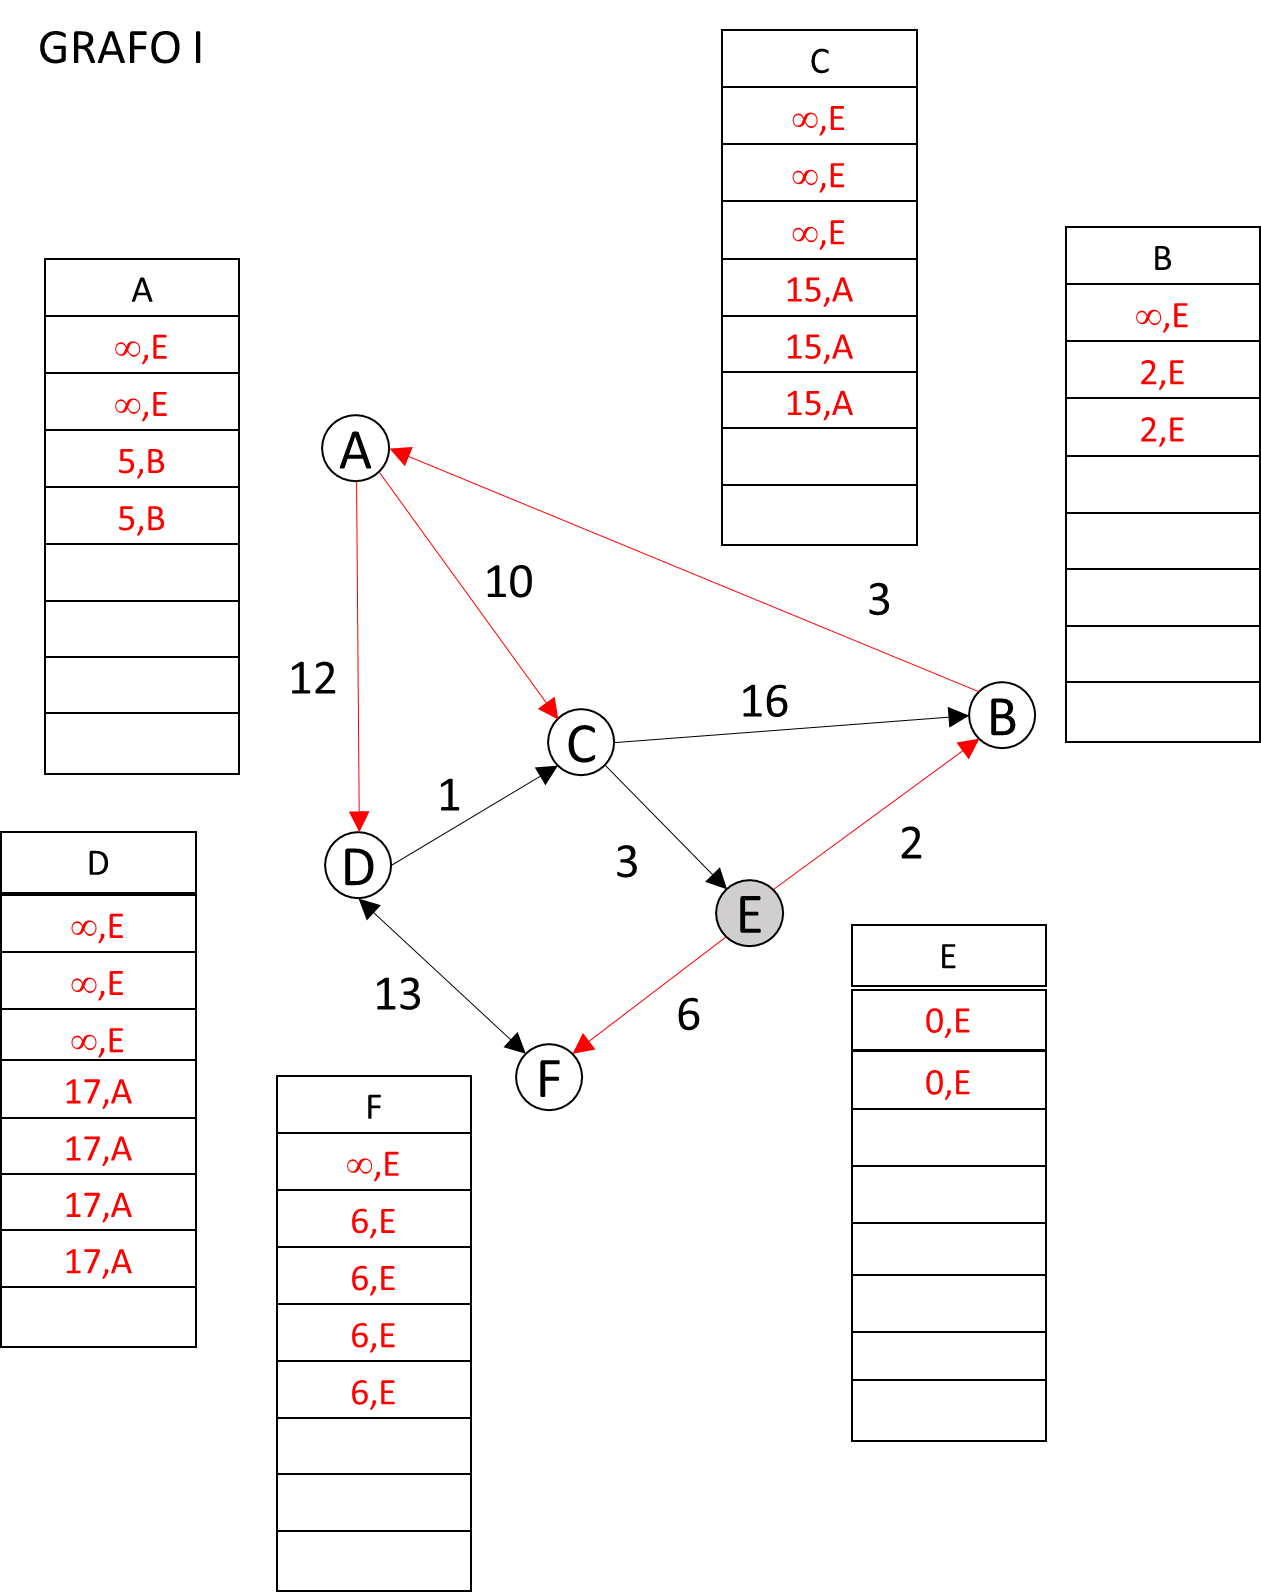 GRAFO I
C
∞,E
∞,E
∞,E
15,A
15,A
15,A
B
∞,E
2,E
2,E
A
∞,E
∞,E
5,B
5,B
A
10
3
12
16
C
B
1
D
3
2
E
13
6
F
D
∞,E
∞,E
∞,E
17,A
17,A
17,A
17,A
E
0,E
0,E
F
∞,E
6,E
6,E
6,E
6,E